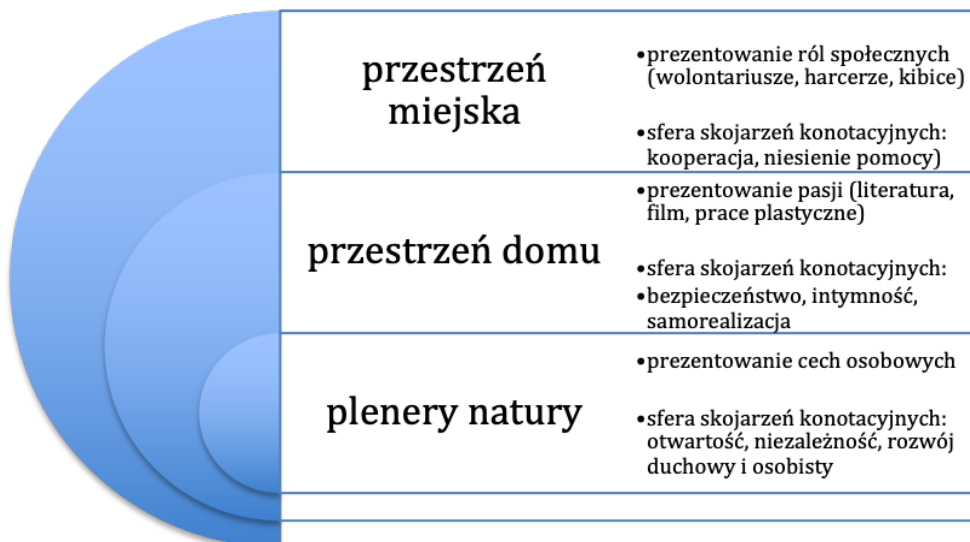 przestrzeń
miejska
•prezentowanie ról społecznych
(wolontariusze, harcerze, kibice)
•sfera skojarzeń konotacyjnych:
kooperacja, niesienie pomocy)
przestrzeń domu
•prezentowanie pasji (literatura,
film, prace plastyczne)
•sfera skojarzeń konotacyjnych:
•bezpieczeństwo, intymność,
samorealizacja
plenery natury
•prezentowanie cech osobowych
•sfera skojarzeń konotacyjnych:
otwartość, niezależność, rozwój
duchowy i osobisty